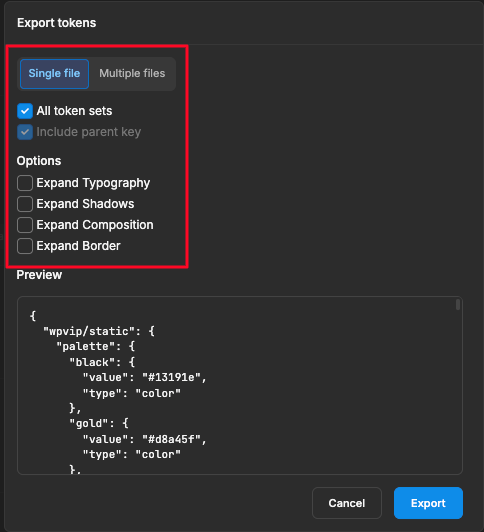 Export tokens
Single file Multiple files
All token sets
Include parent key
Options
Expand Typography
Expand Shadows
Expand Composition
Expand Border
Preview
{
  "wpvip/static": {
    "palette": {
      "black": {
        "value": "#13191e",
        "type": "color"
      },
      "gold": {
        "value": "#d8a45f",
        "type": "color"
      },
Cancel Export